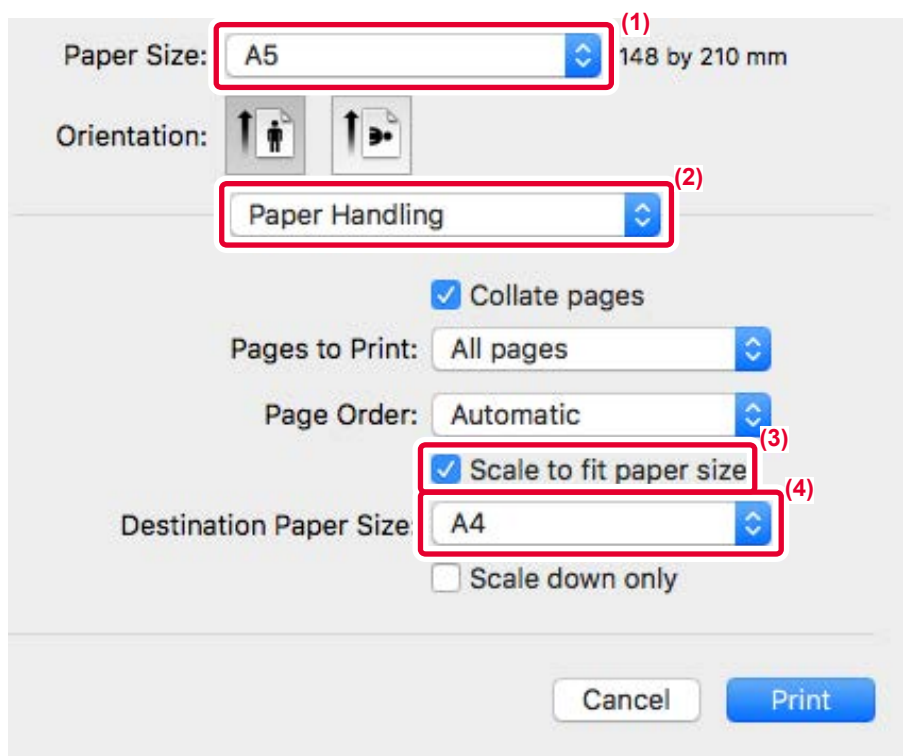 (1)
Paper Size: A5 148 by 210 mm
Orientation:
(2)
Paper Handling
Collate pages
Pages to Print: All pages
Page Order: Automatic
(3)
Scale to fit paper size
(4)
Destination Paper Size: A4
Scale down only
Cancel Print